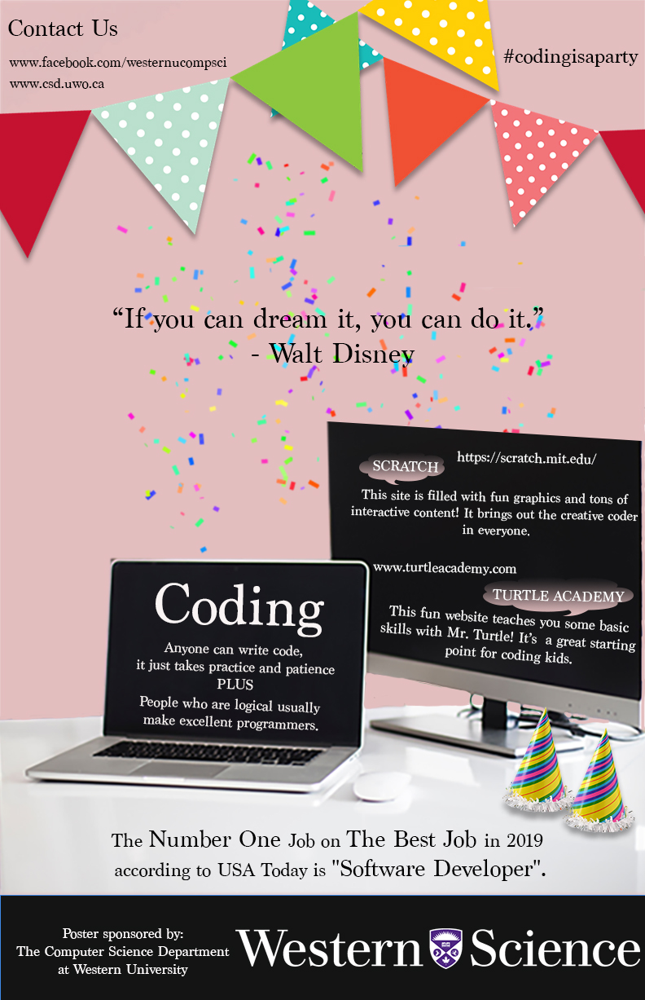 Contact Us
www.facebook.com/westernucompsci
www.csd.uwo.ca
#codingisaparty
“If you can dream it, you can do it.”
- Walt Disney
SCRATCH
https://scratch.mit.edu/
This site is filled with fun graphics and tons of
interactive content! It brings out the creative coder
in everyone.
www.turtleacademy.com
TURTLE ACADEMY
This fun website teaches you some basic
skills with Mr. Turtle! It’s a great starting
point for coding kids.
Coding
Anyone can write code,
it just takes practice and patience
PLUS
People who are logical usually
make excellent programmers.
The Number One Job on The Best Job in 2019
according to USA Today is "Software Developer".
Poster sponsored by:
The Computer Science Department
at Western University
Western Science